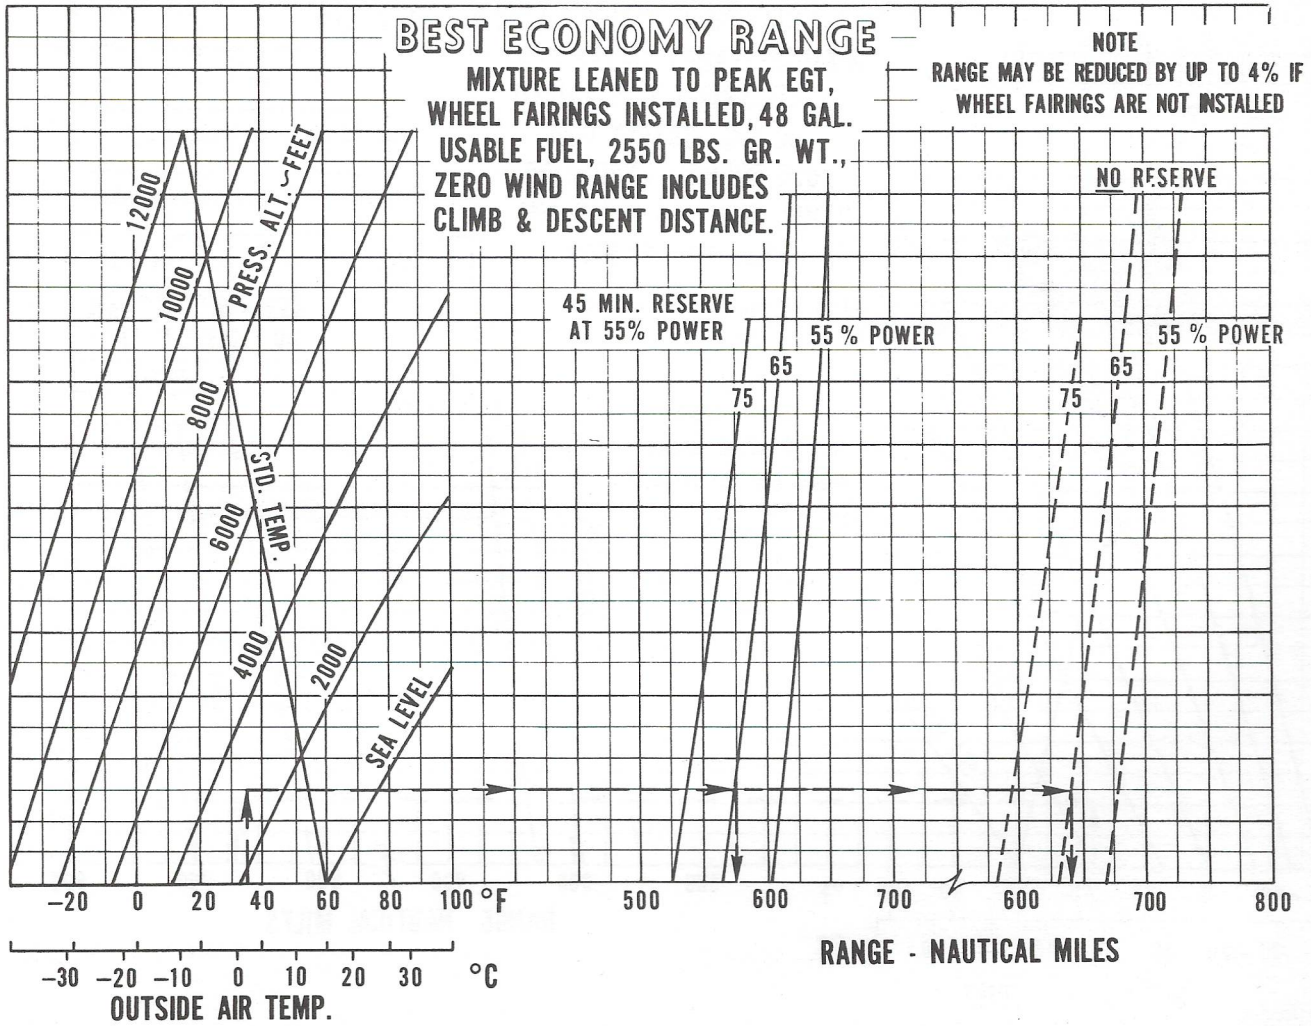 BEST ECONOMY RANGE
MIXTURE LEANED TO PEAK EGT,
WHEEL FAIRINGS INSTALLED, 48 GAL.
USABLE FUEL, 2550 LBS. GR. WT.,
ZERO WIND RANGE INCLUDES
CLIMB & DESCENT DISTANCE.
NOTE
RANGE MAY BE REDUCED BY UP TO 4% IF
WHEEL FAIRINGS ARE NOT INSTALLED
12000
10000
PRESS. ALT.~FEET
8000
6000
STD. TEMP.
4000
2000
SEA LEVEL
45 MIN. RESERVE
AT 55% POWER
75
65
55 % POWER
NO RESERVE
75
65
55 % POWER
-20 0 20 40 60 80 100 °F
500 600 700 600 700 800
-30 -20 -10 0 10 20 30 °C
OUTSIDE AIR TEMP.
RANGE - NAUTICAL MILES